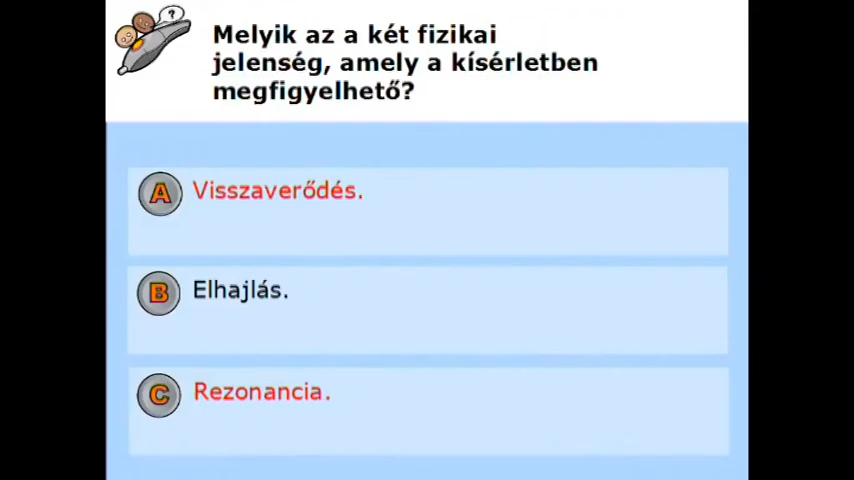 ?
Melyik az a két fizikai
jelenség, amely a kísérletben
megfigyelhető?
A Visszaverődés.
B Elhajlás.
C Rezonancia.